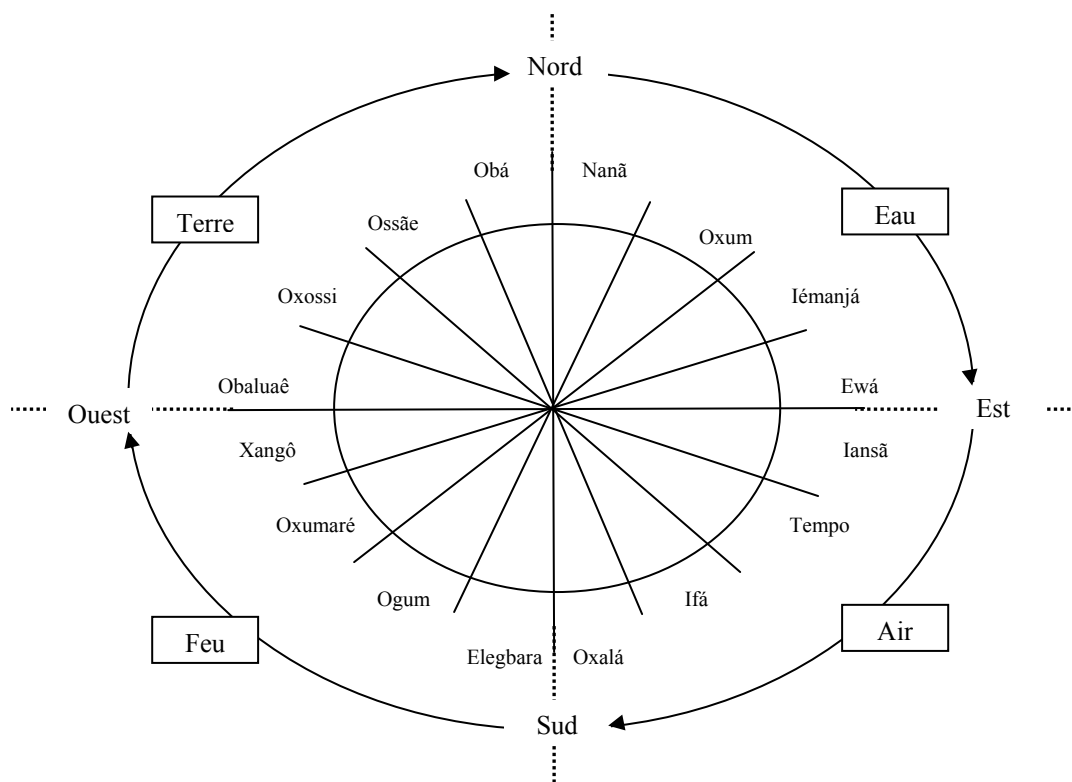 Nord
Obá
Nanã
Terre
Eau
Ossãe
Oxum
Oxossi
Iémanjá
Obaluaê
Ewá
Ouest
Est
Xangô
Iansã
Oxumaré
Tempo
Ogum
Ifá
Feu
Air
Elegbara
Oxalá
Sud